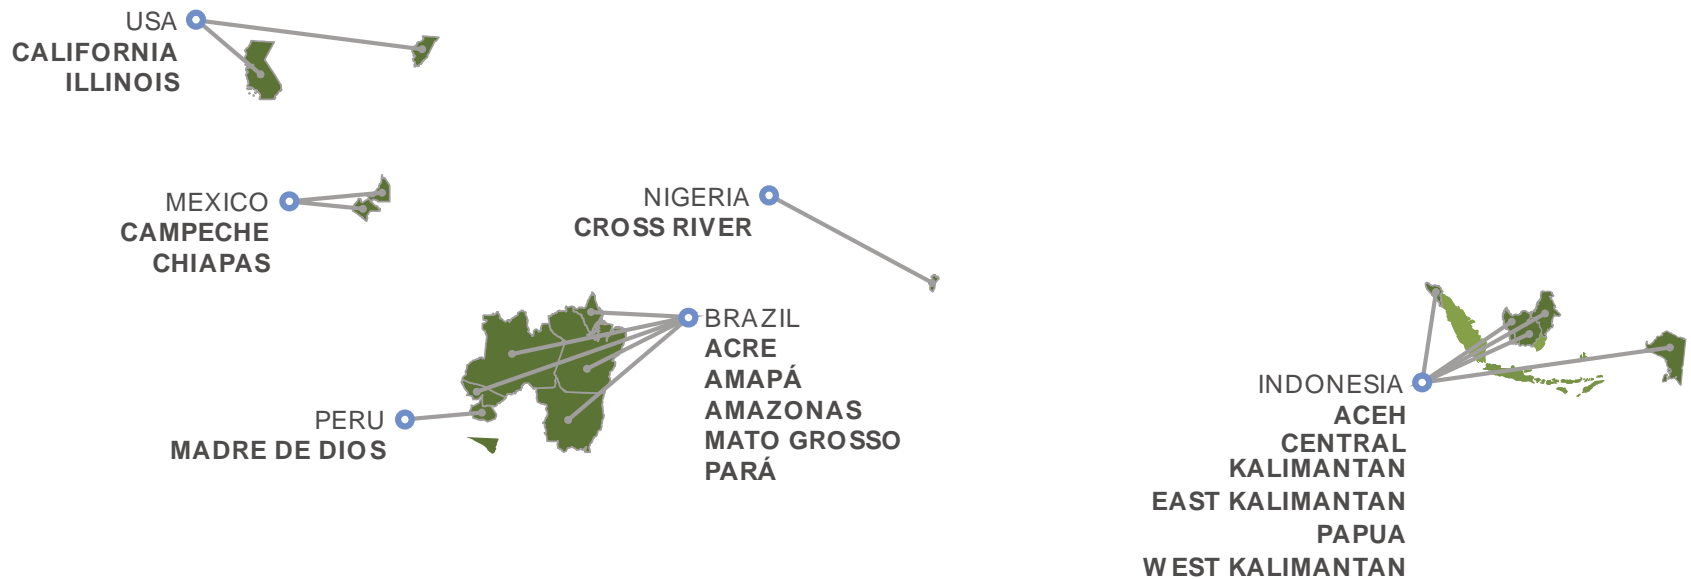 USA
CALIFORNIA
ILLINOIS
MEXICO
CAMPECHE
CHIAPAS
NIGERIA
CROSS RIVER
BRAZIL
ACRE
AMAPÁ
AMAZONAS
MATO GROSSO
PARÁ
PERU
MADRE DE DIOS
INDONESIA
ACEH
CENTRAL
KALIMANTAN
EAST KALIMANTAN
PAPUA
WEST KALIMANTAN